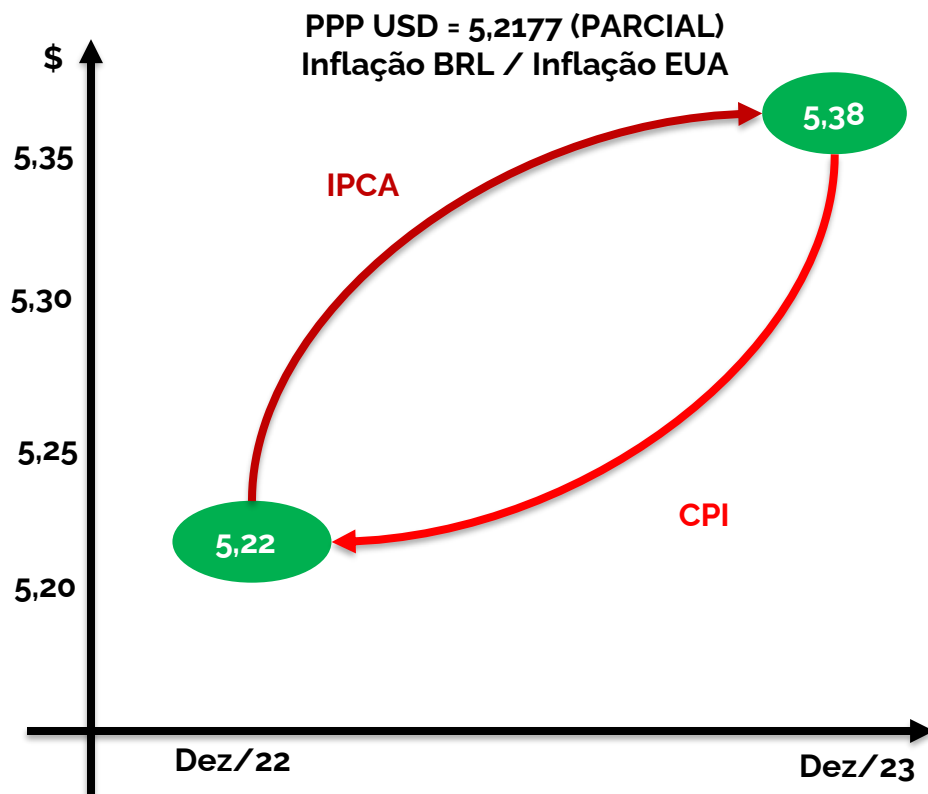 PPP USD = 5,2177 (PARCIAL)
Inflação BRL / Inflação EUA
$
5,38
5,35
IPCA
5,30
5,25
CPI
5,22
5,20
Dez/22
Dez/23